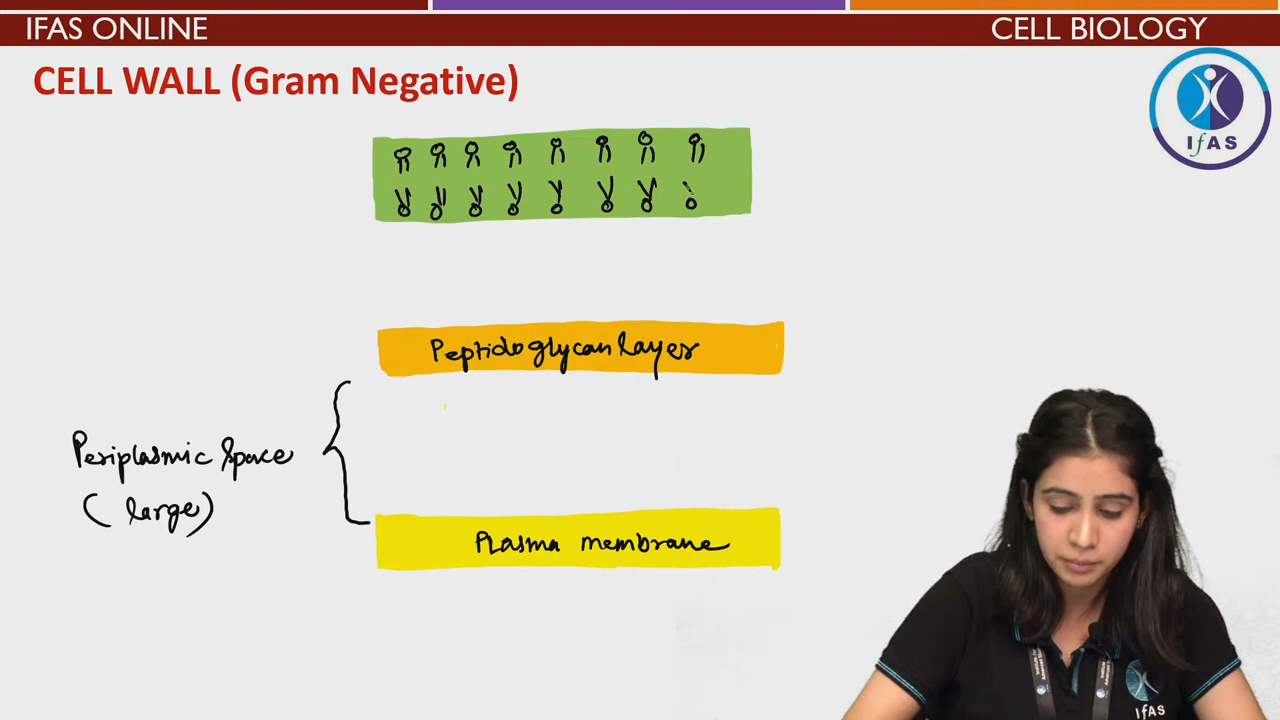 IFAS ONLINE
CELL BIOLOGY
CELL WALL (Gram Negative)
IfAS
Peptidoglycan layer
Periplasmic Space
(large)
Plasma membrane
IfAS